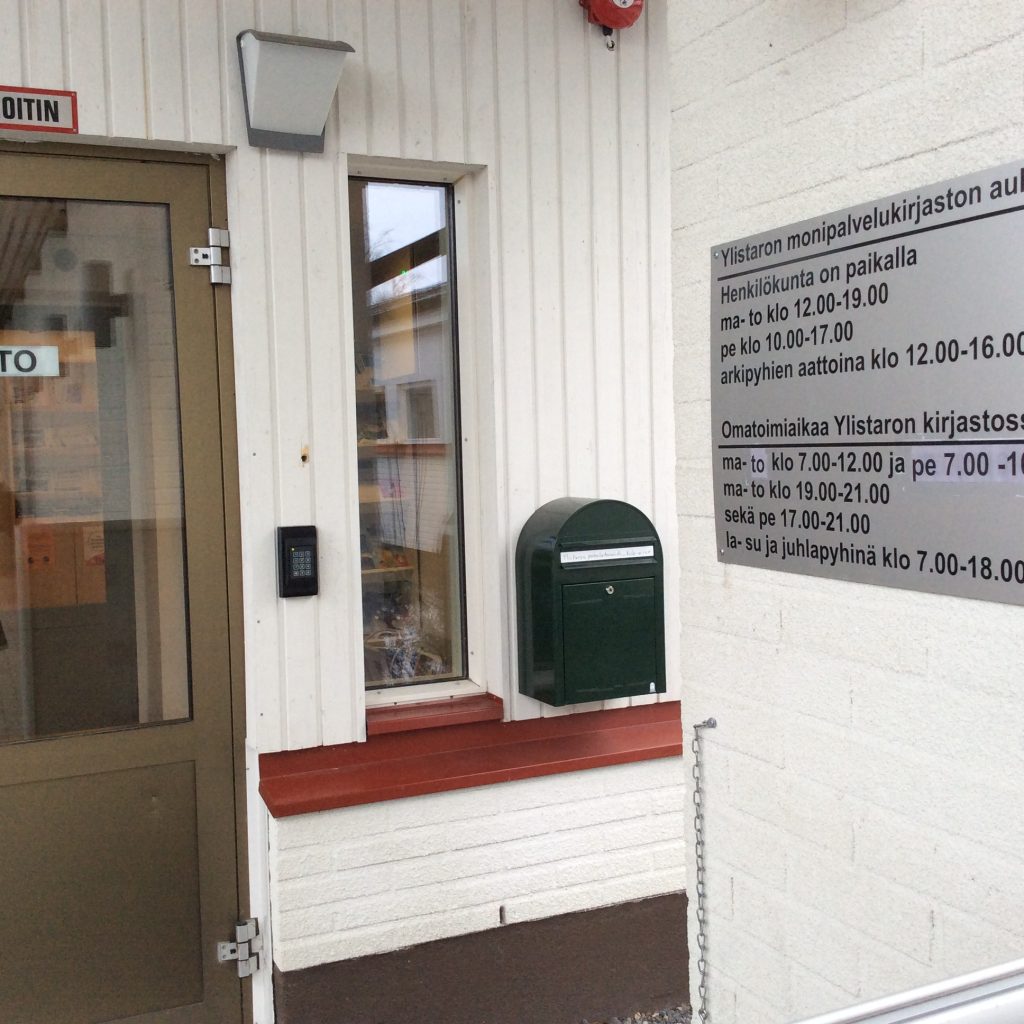 OITIN
TO
Ylistaron monipalvelukirjaston auk
Henkilökunta on paikalla
ma- to klo 12.00-19.00
pe klo 10.00-17.00
arkipyhien aattoina klo 12.00-16.00
Omatoimiaikaa Ylistaron kirjastoss
ma- to klo 7.00-12.00 ja pe 7.00 -10
ma- to klo 19.00-21.00
sekä pe 17.00-21.00
la- su ja juhlapyhinä klo 7.00-18.00